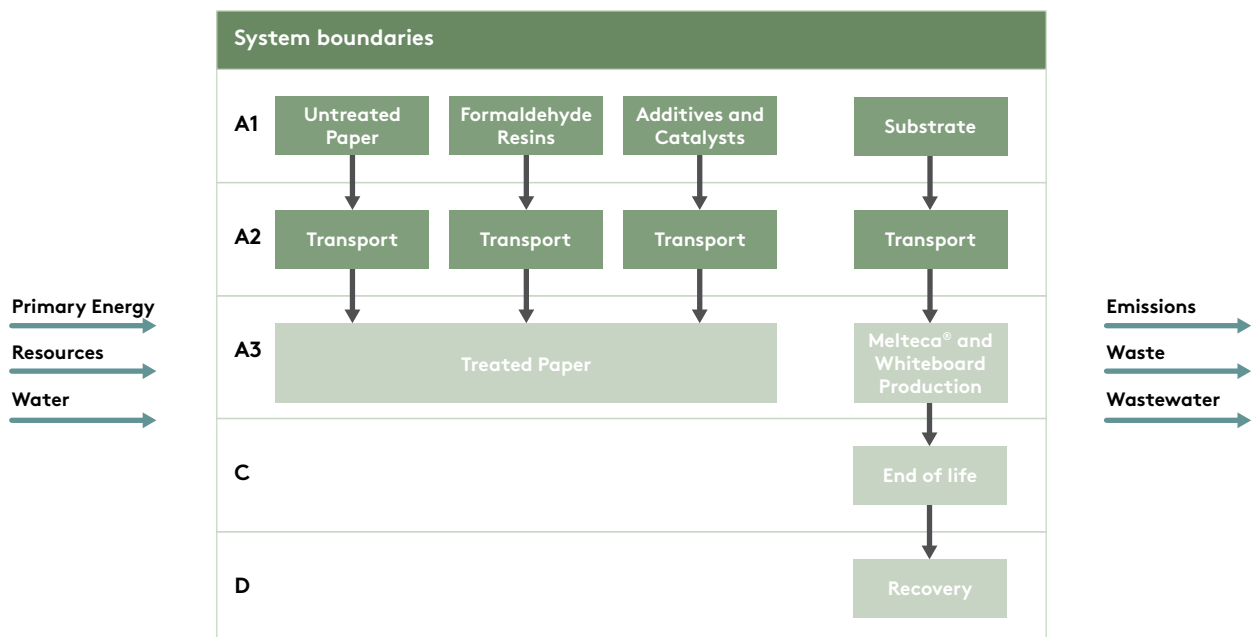 System boundaries
A1
Untreated
Paper
Formaldehyde
Resins
Additives and
Catalysts
Substrate
A2
Transport
Transport
Transport
Transport
Primary Energy
Resources
Water
A3
Treated Paper
Melteca® and
Whiteboard
Production
Emissions
Waste
Wastewater
C
End of life
D
Recovery